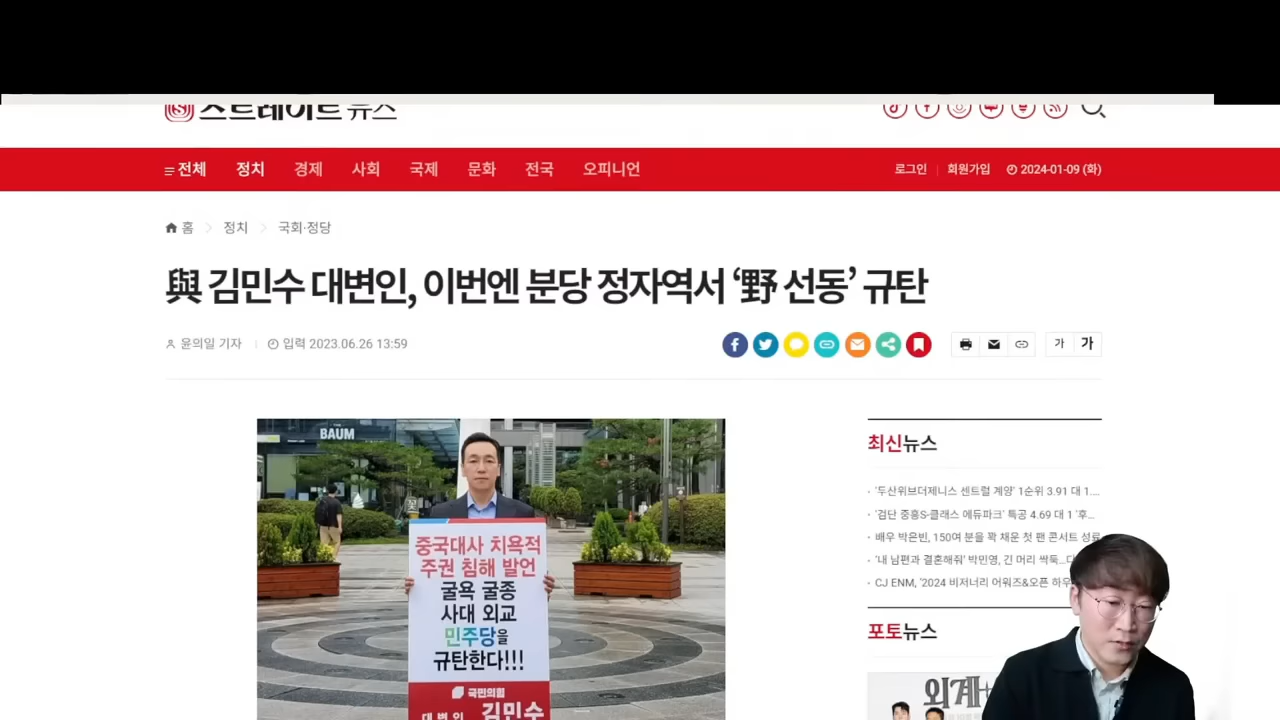 스트레이트뉴스
전체 정치 경제 사회 국제 문화 전국 오피니언
로그인 | 회원가입 2024-01-09 (화)
홈 > 정치 > 국회·정당
與 김민수 대변인, 이번엔 분당 정자역서 ‘野 선동’ 규탄
윤의일 기자 | 입력 2023.06.26 13:59
가 가
BAUM
중국대사 치욕적
주권 침해 발언
굴욕 굴종
사대 외교
민주당을
규탄한다!!!
국민의힘
대변인 김민수
최신뉴스
· '두산위브더제니스 센트럴 계양' 1순위 3.91 대 1....
· '검단 중흥S-클래스 에듀파크' 특공 4.69 대 1 '후...
· 배우 박은빈, 150여 분을 꽉 채운 첫 팬 콘서트 성료
· '내 남편과 결혼해줘' 박민영, 긴 머리 싹둑...다
· CJ ENM, '2024 비저너리 어워즈&오픈 하우
포토뉴스
외계+